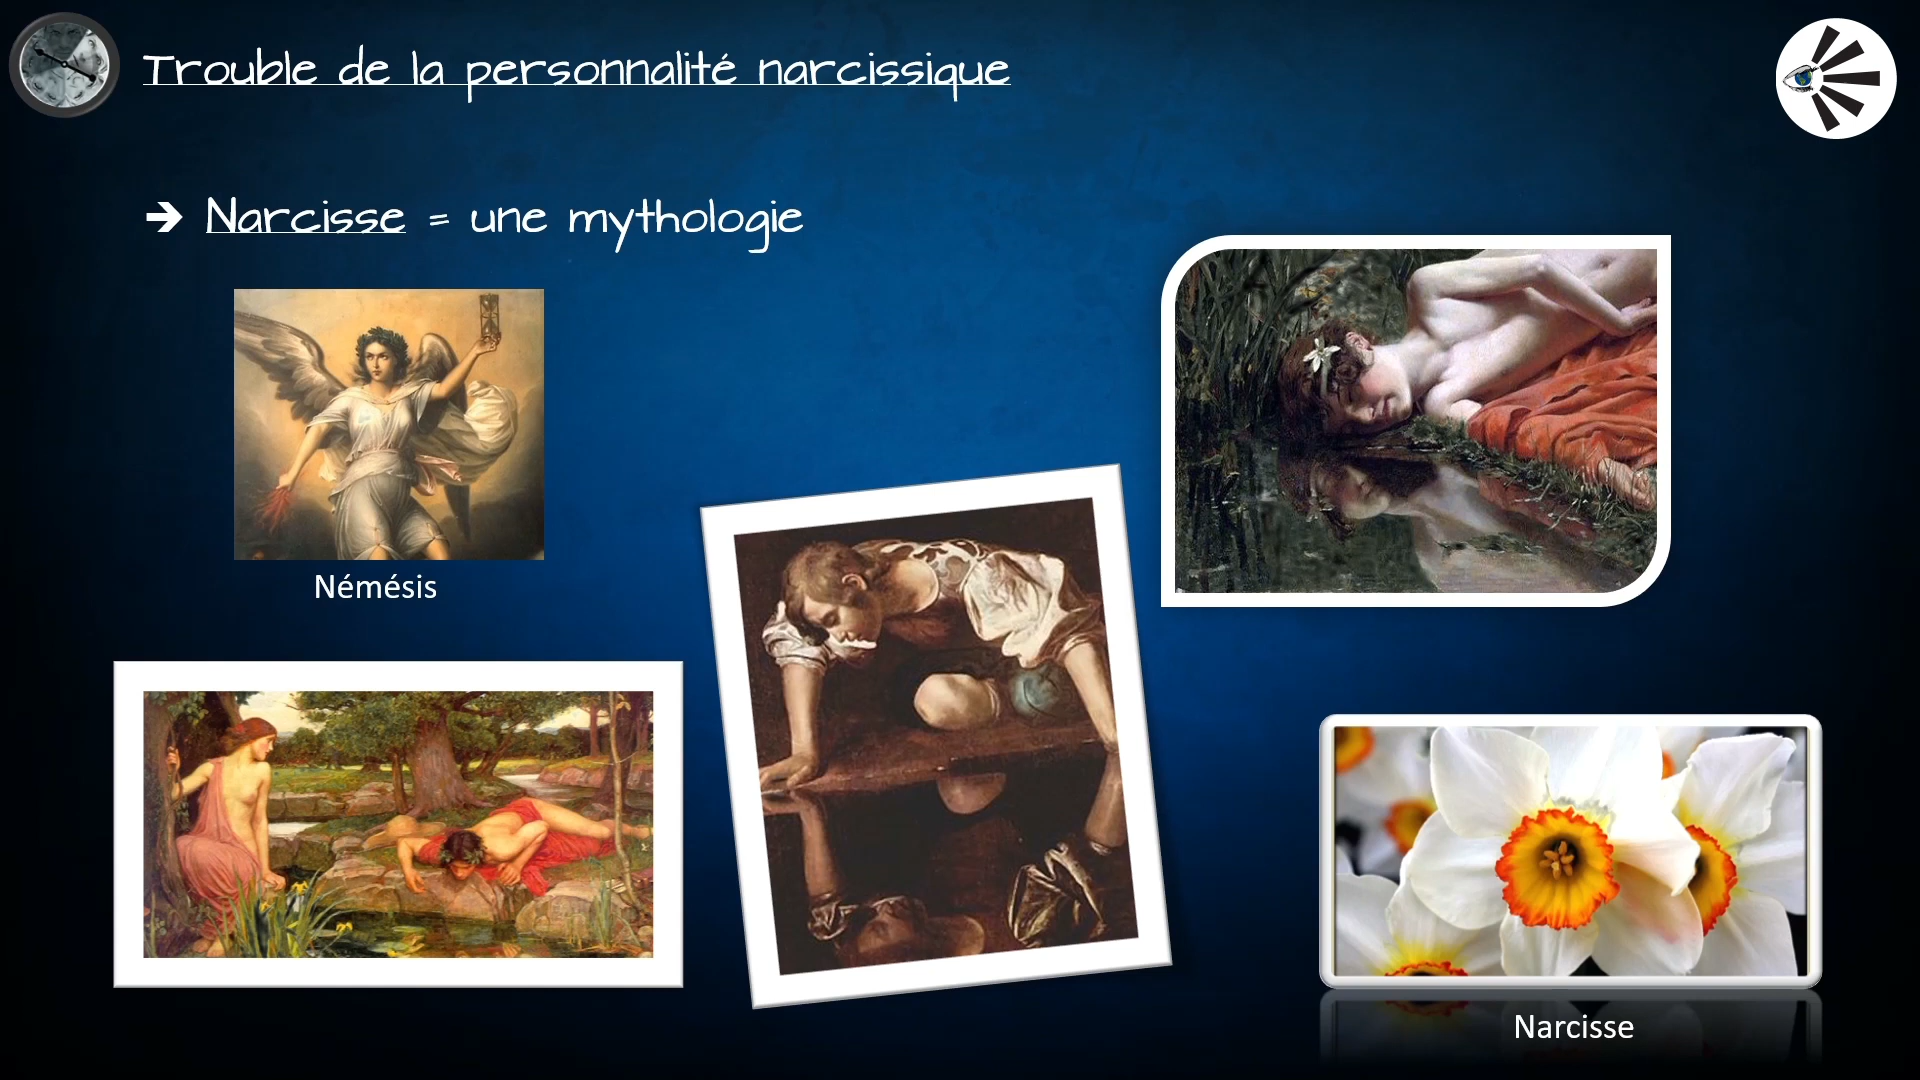 Trouble de la personnalité narcissique
➔ Narcisse = une mythologie
Némésis
Narcisse